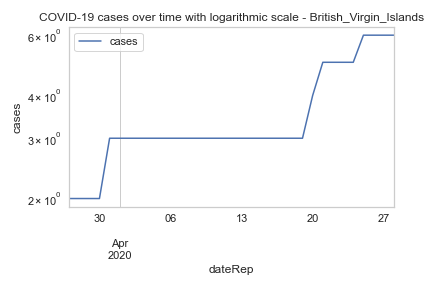 COVID-19 cases over time with logarithmic scale - British_Virgin_Islands
cases
6 × 10⁰
4 × 10⁰
3 × 10⁰
2 × 10⁰
cases
30 06 13 20 27
Apr
2020
dateRep